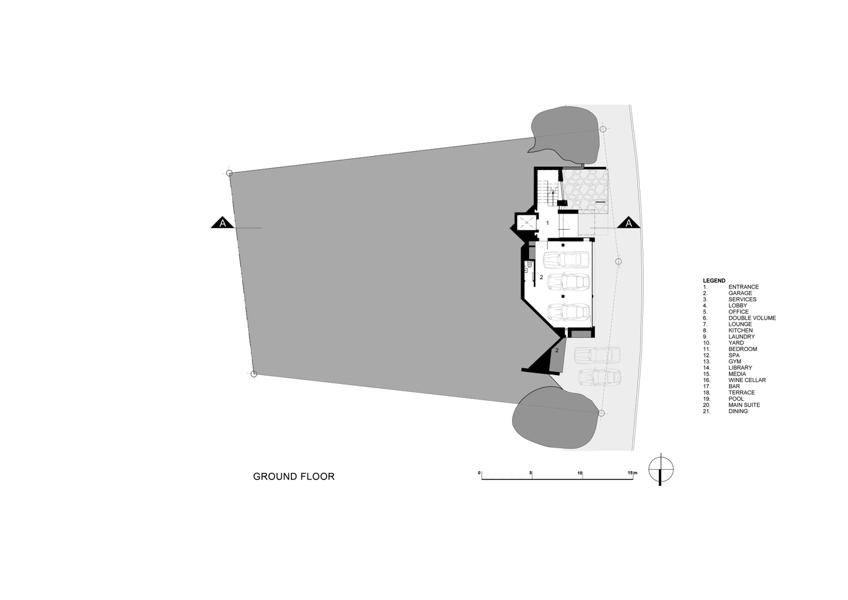 A
A
1
2
2
LEGEND
1. ENTRANCE
2. GARAGE
3. SERVICES
4. LOBBY
5. OFFICE
6. DOUBLE VOLUME
7. LOUNGE
8. KITCHEN
9. LAUNDRY
10. YARD
11. BEDROOM
12. SPA
13. GYM
14. LIBRARY
15. MEDIA
16. WINE CELLAR
17. BAR
18. TERRACE
19. POOL
20. MAIN SUITE
21. DINING
GROUND FLOOR
0 5 10 15 m